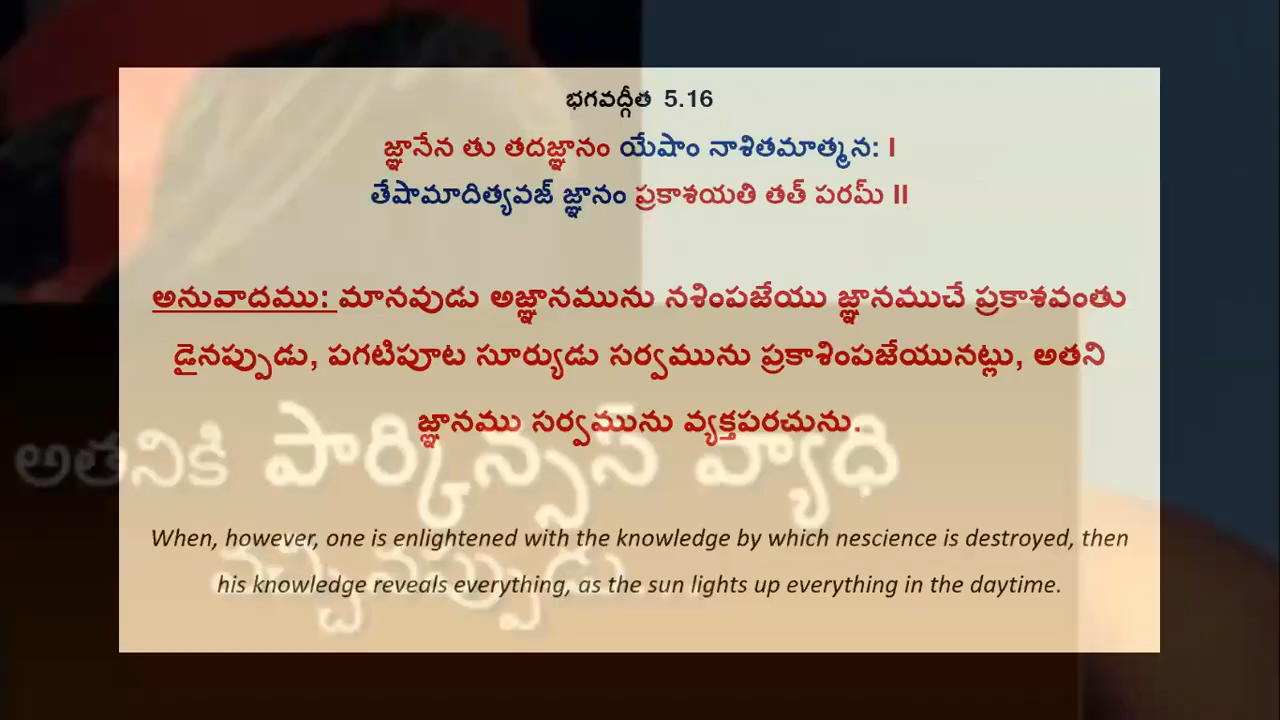 భగవద్గీత 5.16
జ్ఞానేన తు తదజ్ఞానం యేషాం నాశితమాత్మన: I
తేషామాదిత్యవజ్ జ్ఞానం ప్రకాశయతి తత్ పరమ్ II
అనువాదము: మానవుడు అజ్ఞానమును నశింపజేయు జ్ఞానముచే ప్రకాశవంతు
డైనప్పుడు, పగటిపూట సూర్యుడు సర్వమును ప్రకాశింపజేయునట్లు, అతని
జ్ఞానము సర్వమును వ్యక్తపరచును.
అతనికి పార్కిన్సన్ వ్యాధి
When, however, one is enlightened with the knowledge by which nescience is destroyed, then
వచ్చినప్పుడు...
his knowledge reveals everything, as the sun lights up everything in the daytime.